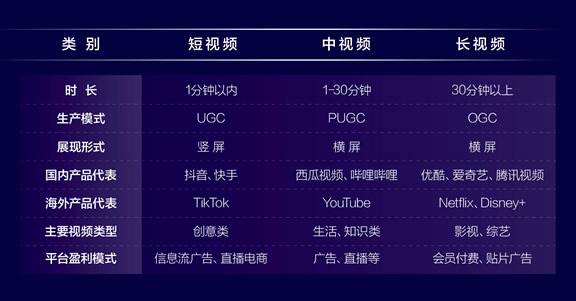 类 别 短视频 中视频 长视频
时 长 1分钟以内 1-30分钟 30分钟以上
生产模式 UGC PUGC OGC
展现形式 竖屏 横屏 横屏
国内产品代表 抖音、快手 西瓜视频、哔哩哔哩 优酷、爱奇艺、腾讯视频
海外产品代表 TikTok YouTube Netflix、Disney+
主要视频类型 创意类 生活、知识类 影视、综艺
平台盈利模式 信息流广告、直播电商 广告、直播等 会员付费、贴片广告